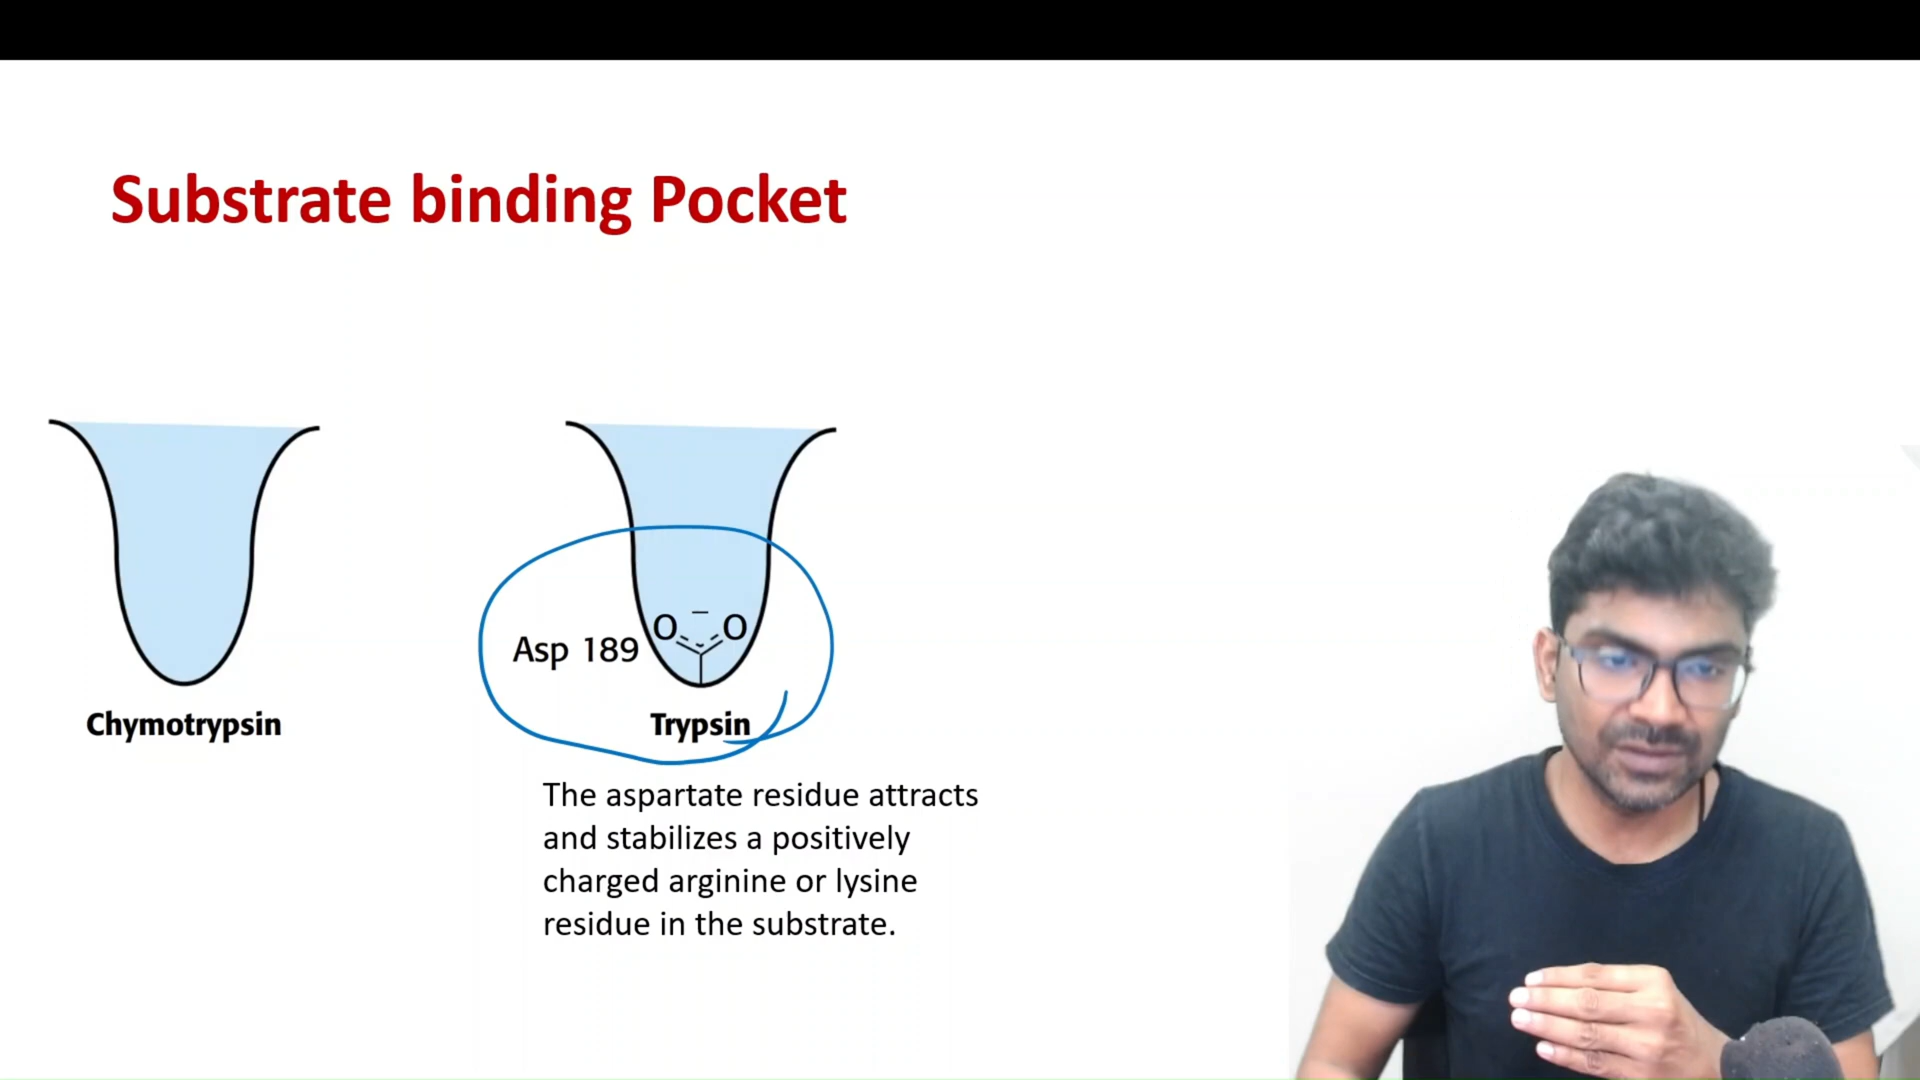 Substrate binding Pocket
O
–
O
Asp 189
Chymotrypsin
Trypsin
The aspartate residue attracts
and stabilizes a positively
charged arginine or lysine
residue in the substrate.